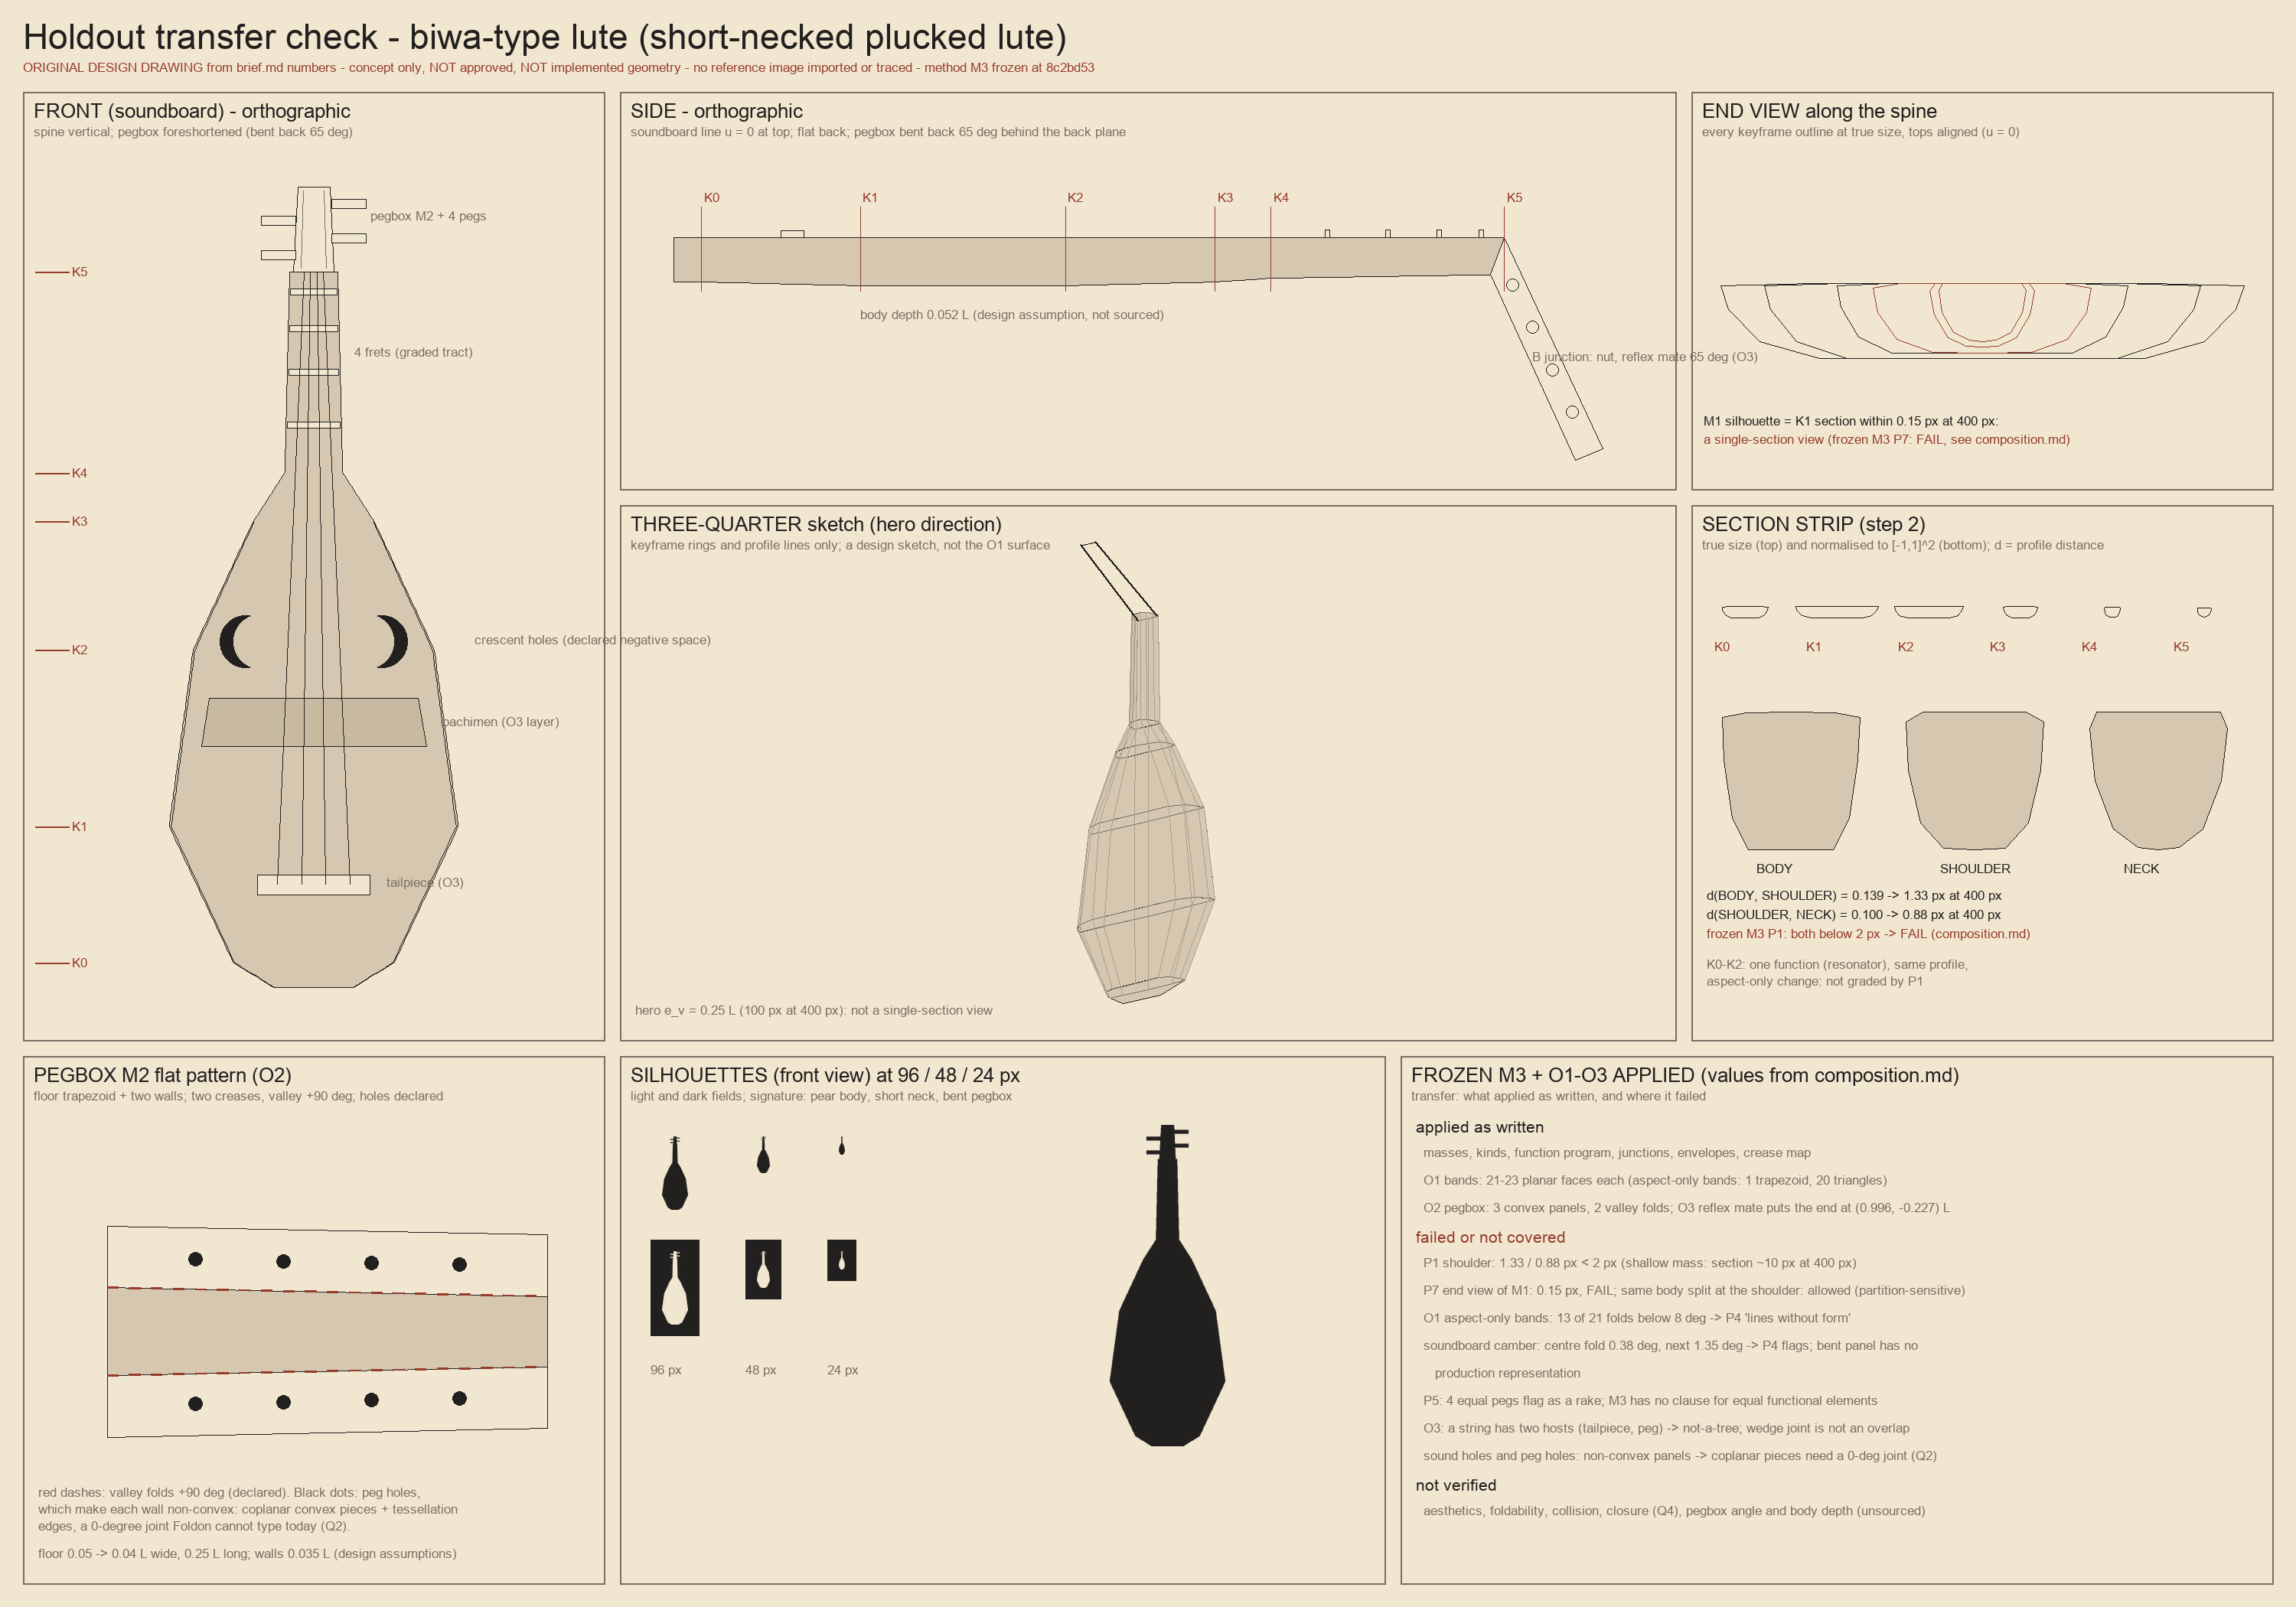 Holdout transfer check - biwa-type lute (short-necked plucked lute)
ORIGINAL DESIGN DRAWING from brief.md numbers - concept only, NOT approved, NOT implemented geometry - no reference image imported or traced - method M3 frozen at 8c2bd53
FRONT (soundboard) - orthographic
spine vertical; pegbox foreshortened (bent back 65 deg)
pegbox M2 + 4 pegs
K5
4 frets (graded tract)
K4
K3
crescent holes (declared negative space)
K2
bachimen (O3 layer)
K1
tailpiece (O3)
K0
SIDE - orthographic
soundboard line u = 0 at top; flat back; pegbox bent back 65 deg behind the back plane
K0
K1
K2
K3
K4
K5
body depth 0.052 L (design assumption, not sourced)
B junction: nut, reflex mate 65 deg (O3)
END VIEW along the spine
every keyframe outline at true size, tops aligned (u = 0)
M1 silhouette = K1 section within 0.15 px at 400 px:
a single-section view (frozen M3 P7: FAIL, see composition.md)
THREE-QUARTER sketch (hero direction)
keyframe rings and profile lines only; a design sketch, not the O1 surface
hero e_v = 0.25 L (100 px at 400 px): not a single-section view
SECTION STRIP (step 2)
true size (top) and normalised to [-1,1]^2 (bottom); d = profile distance
K0
K1
K2
K3
K4
K5
BODY
SHOULDER
NECK
d(BODY, SHOULDER) = 0.139 -> 1.33 px at 400 px
d(SHOULDER, NECK) = 0.100 -> 0.88 px at 400 px
frozen M3 P1: both below 2 px -> FAIL (composition.md)
K0-K2: one function (resonator), same profile,
aspect-only change: not graded by P1
PEGBOX M2 flat pattern (O2)
floor trapezoid + two walls; two creases, valley +90 deg; holes declared
red dashes: valley folds +90 deg (declared). Black dots: peg holes,
which make each wall non-convex: coplanar convex pieces + tessellation
edges, a 0-degree joint Foldon cannot type today (Q2).
floor 0.05 -> 0.04 L wide, 0.25 L long; walls 0.035 L (design assumptions)
SILHOUETTES (front view) at 96 / 48 / 24 px
light and dark fields; signature: pear body, short neck, bent pegbox
96 px
48 px
24 px
FROZEN M3 + O1-O3 APPLIED (values from composition.md)
transfer: what applied as written, and where it failed
applied as written
masses, kinds, function program, junctions, envelopes, crease map
O1 bands: 21-23 planar faces each (aspect-only bands: 1 trapezoid, 20 triangles)
O2 pegbox: 3 convex panels, 2 valley folds; O3 reflex mate puts the end at (0.996, -0.227) L
failed or not covered
P1 shoulder: 1.33 / 0.88 px < 2 px (shallow mass: section ~10 px at 400 px)
P7 end view of M1: 0.15 px, FAIL; same body split at the shoulder: allowed (partition-sensitive)
O1 aspect-only bands: 13 of 21 folds below 8 deg -> P4 'lines without form'
soundboard camber: centre fold 0.38 deg, next 1.35 deg -> P4 flags; bent panel has no
production representation
P5: 4 equal pegs flag as a rake; M3 has no clause for equal functional elements
O3: a string has two hosts (tailpiece, peg) -> not-a-tree; wedge joint is not an overlap
sound holes and peg holes: non-convex panels -> coplanar pieces need a 0-deg joint (Q2)
not verified
aesthetics, foldability, collision, closure (Q4), pegbox angle and body depth (unsourced)